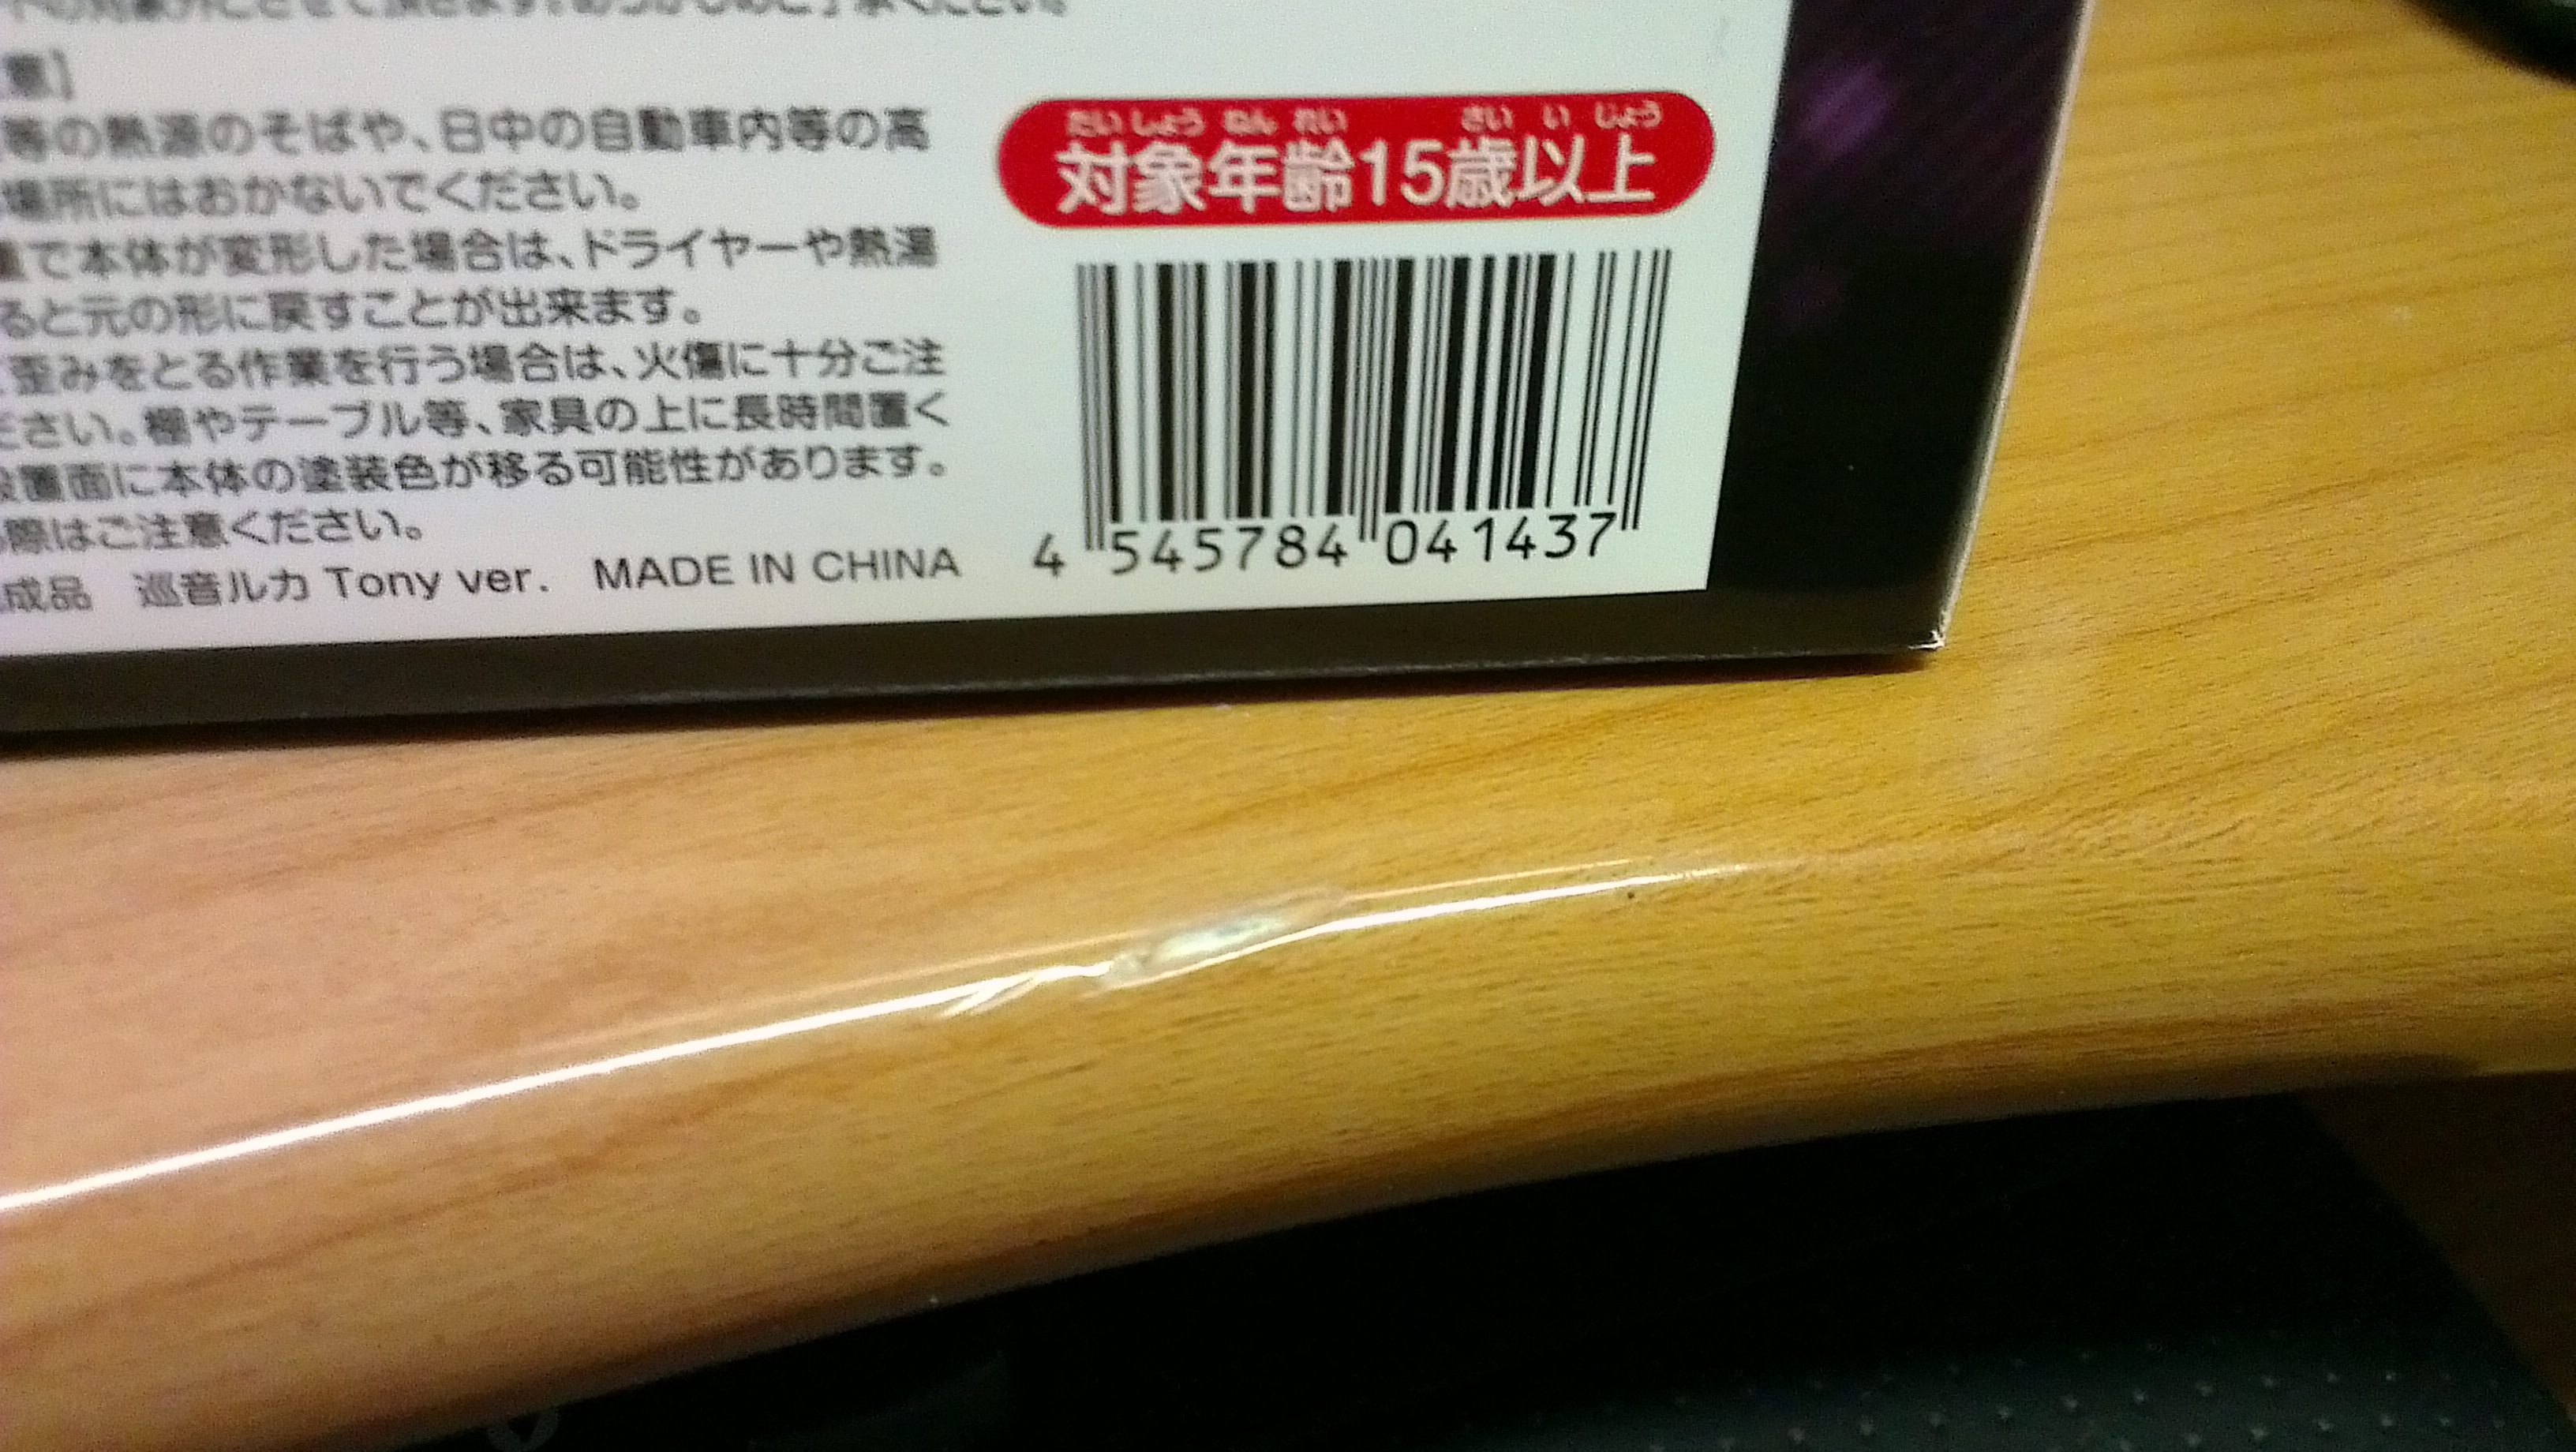 意]
等の熱源のそばや、日中の自動車内等の高
場所にはおかないでください。
で本体が変形した場合は、ドライヤーや熱湯
ると元の形に戻すことが出来ます。
歪みをとる作業を行う場合は、火傷に十分ご注
ださい。棚やテーブル等、家具の上に長時間置く
設置面に本体の塗装色が移る可能性があります。
際はご注意ください。
成品 巡音ルカ Tony ver. MADE IN CHINA
たいしょうねんれい さいいじょう
対象年齢15歳以上
4 545784 041437